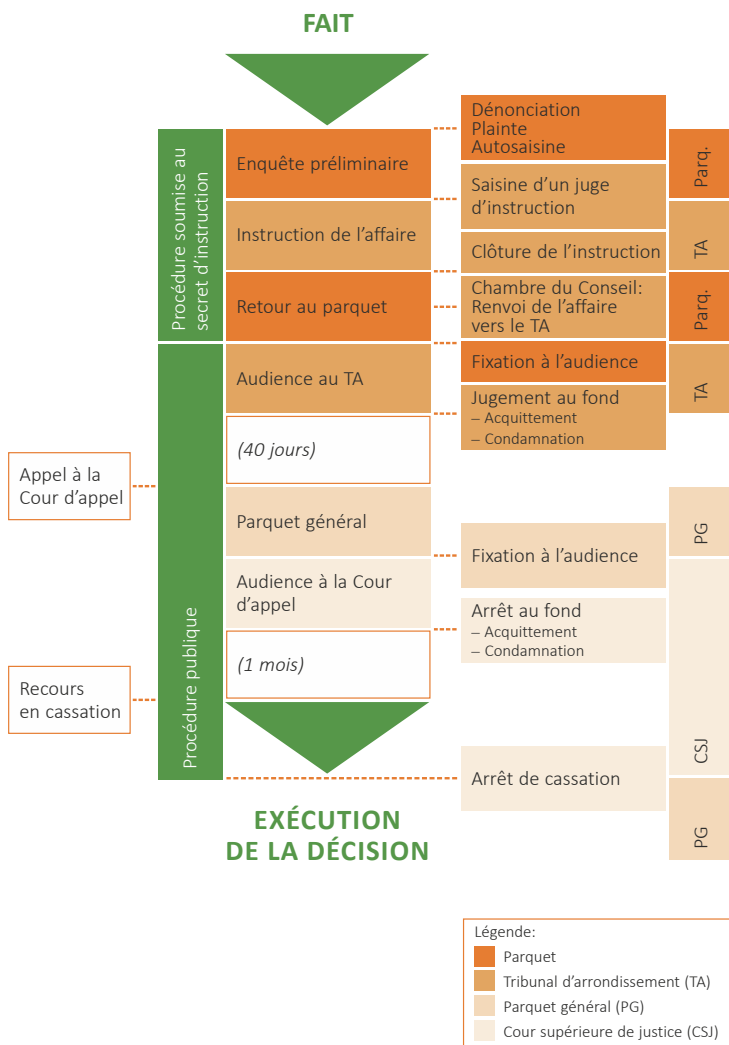 FAIT
Procédure soumise au
secret d'instruction
Enquête préliminaire
Dénonciation
Plainte
Autosaisine
Parq.
Saisine d'un juge
d'instruction
Instruction de l'affaire
Clôture de l'instruction
TA
Retour au parquet
Chambre du Conseil:
Renvoi de l'affaire
vers le TA
Parq.
Procédure publique
Audience au TA
Fixation à l'audience
Jugement au fond
– Acquittement
– Condamnation
TA
(40 jours)
Appel à la
Cour d'appel
Parquet général
Fixation à l'audience
PG
Audience à la Cour
d'appel
Arrêt au fond
– Acquittement
– Condamnation
(1 mois)
Recours
en cassation
CSJ
Arrêt de cassation
EXÉCUTION
DE LA DÉCISION
PG
Légende:
Parquet
Tribunal d'arrondissement (TA)
Parquet général (PG)
Cour supérieure de justice (CSJ)